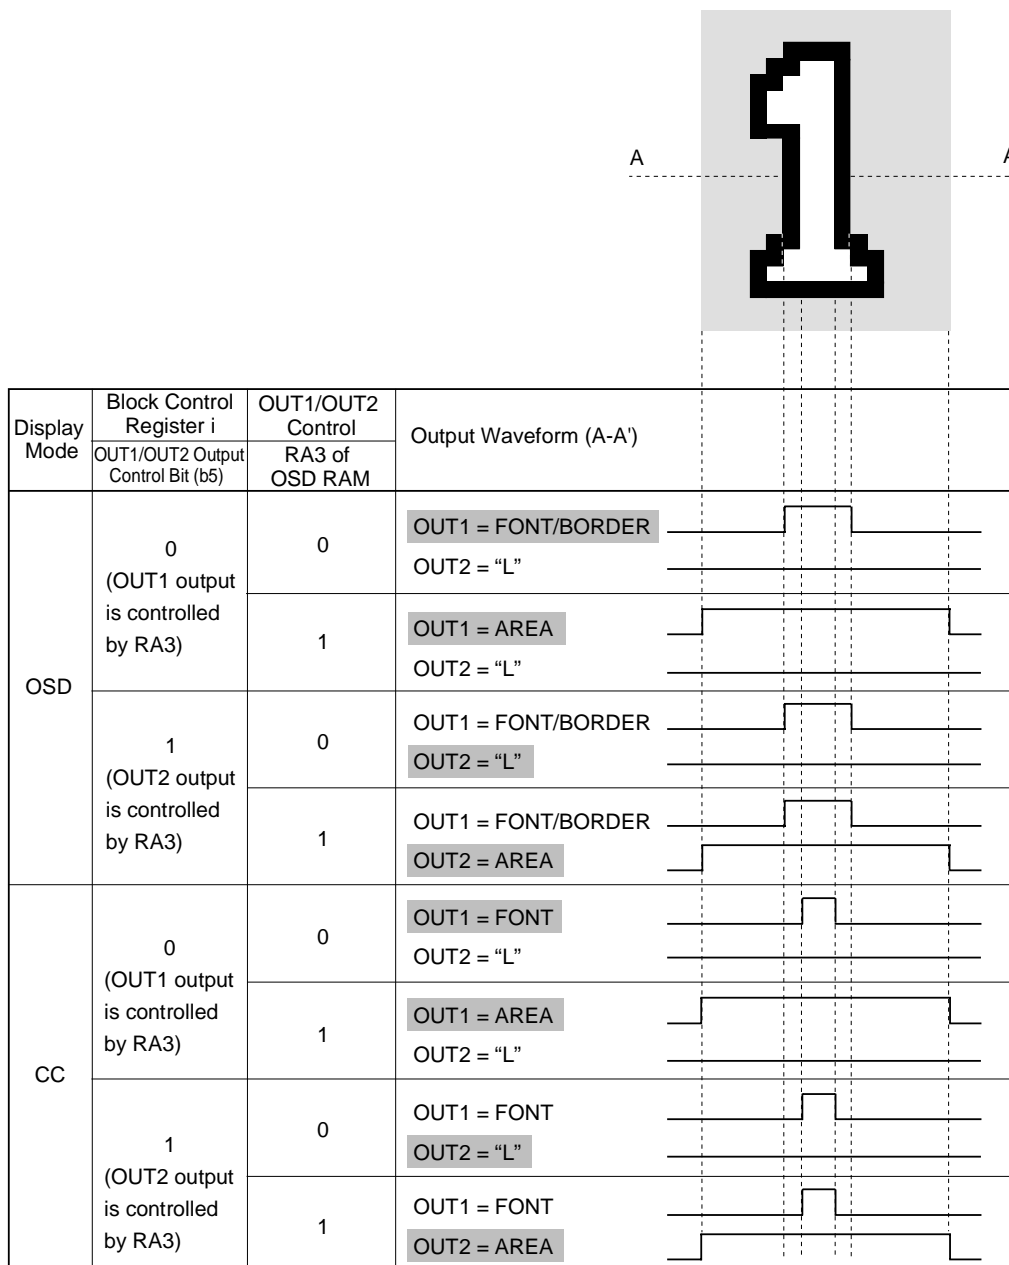 1
A
A
Display
Mode
Block Control
Register i
OUT1/OUT2 Output
Control Bit (b5)
OUT1/OUT2
Control
RA3 of
OSD RAM
Output Waveform (A-A')
OSD
0
(OUT1 output
is controlled
by RA3)
0
OUT1 = FONT/BORDER
OUT2 = “L”
1
OUT1 = AREA
OUT2 = “L”
1
(OUT2 output
is controlled
by RA3)
0
OUT1 = FONT/BORDER
OUT2 = “L”
1
OUT1 = FONT/BORDER
OUT2 = AREA
CC
0
(OUT1 output
is controlled
by RA3)
0
OUT1 = FONT
OUT2 = “L”
1
OUT1 = AREA
OUT2 = “L”
1
(OUT2 output
is controlled
by RA3)
0
OUT1 = FONT
OUT2 = “L”
1
OUT1 = FONT
OUT2 = AREA